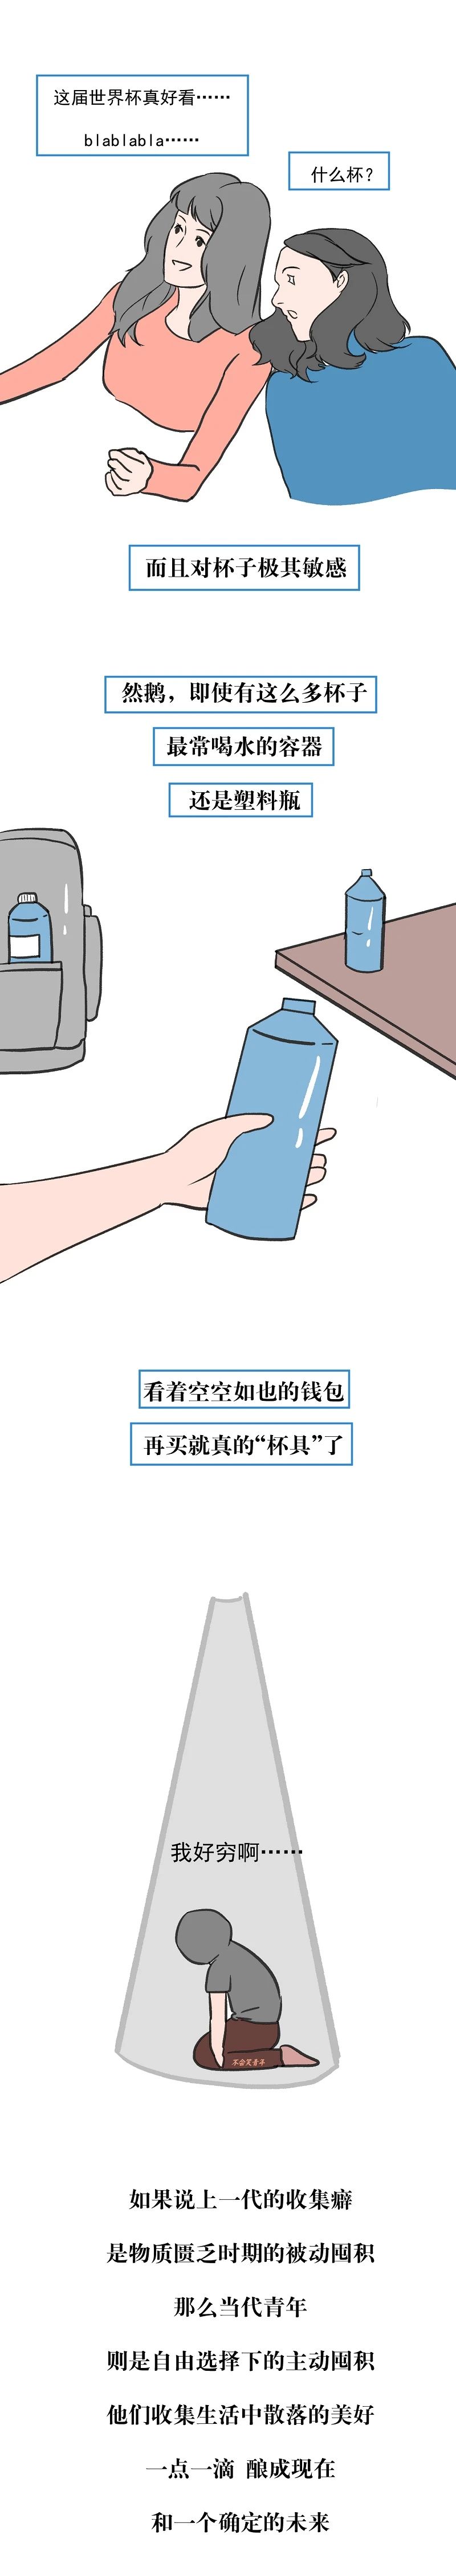 这届世界杯真好看……
blablabla……
什么杯？
而且对杯子极其敏感
然鹅，即使有这么多杯子
最常喝水的容器
还是塑料瓶
看着空空如也的钱包
再买就真的“杯具”了
我好穷啊……
不会笑青年
如果说上一代的收集癖
是物质匮乏时期的被动囤积
那么当代青年
则是自由选择下的主动囤积
他们收集生活中散落的美好
一点一滴 酿成现在
和一个确定的未来